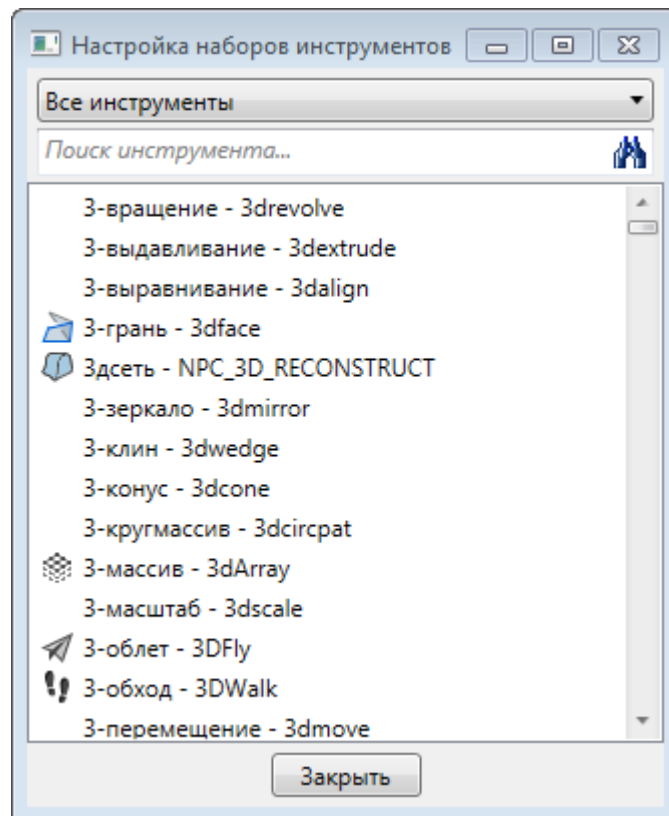 Настройка наборов инструментов
Все инструменты
Поиск инструмента...
3-вращение - 3drevolve
3-выдавливание - 3dextrude
3-выравнивание - 3dalign
3-грань - 3dface
3дсеть - NPC_3D_RECONSTRUCT
3-зеркало - 3dmirror
3-клин - 3dwedge
3-конус - 3dcone
3-кругмассив - 3dcircpat
3-массив - 3dArray
3-масштаб - 3dscale
3-облет - 3DFly
3-обход - 3DWalk
3-перемещение - 3dmove
Закрыть